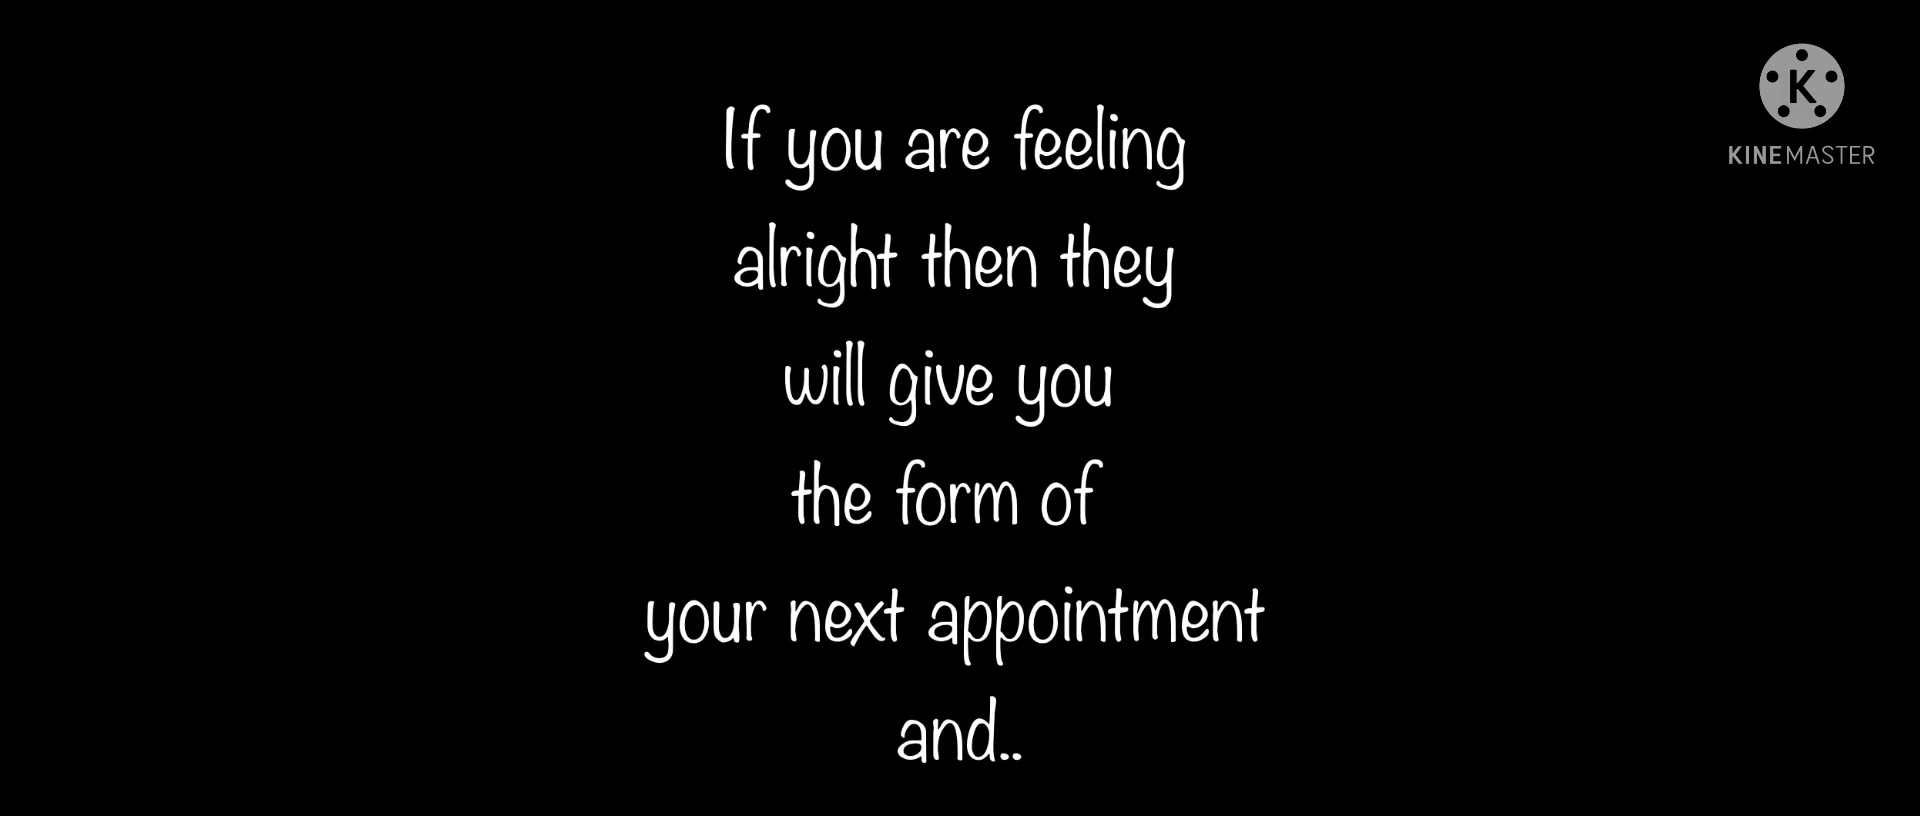 If you are feeling
alright then they
will give you
the form of
your next appointment
and..
K
KINEMASTER